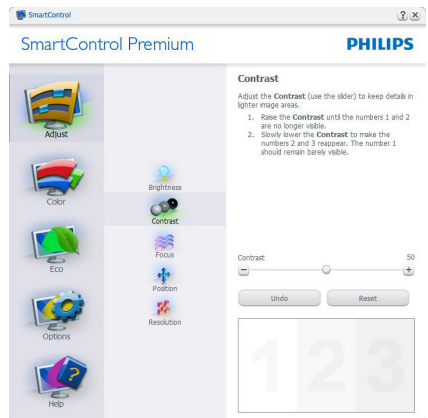 SmartControl
SmartControl Premium
PHILIPS
Adjust
Color
Eco
Options
Help
Brightness
Contrast
Focus
Position
Resolution
Contrast
Adjust the Contrast (use the slider) to keep details in
lighter image areas.
1. Raise the Contrast until the numbers 1 and 2
are no longer visible.
2. Slowly lower the Contrast to make the
numbers 2 and 3 reappear. The number 1
should remain barely visible.
Contrast 50
Undo Reset
1 2 3